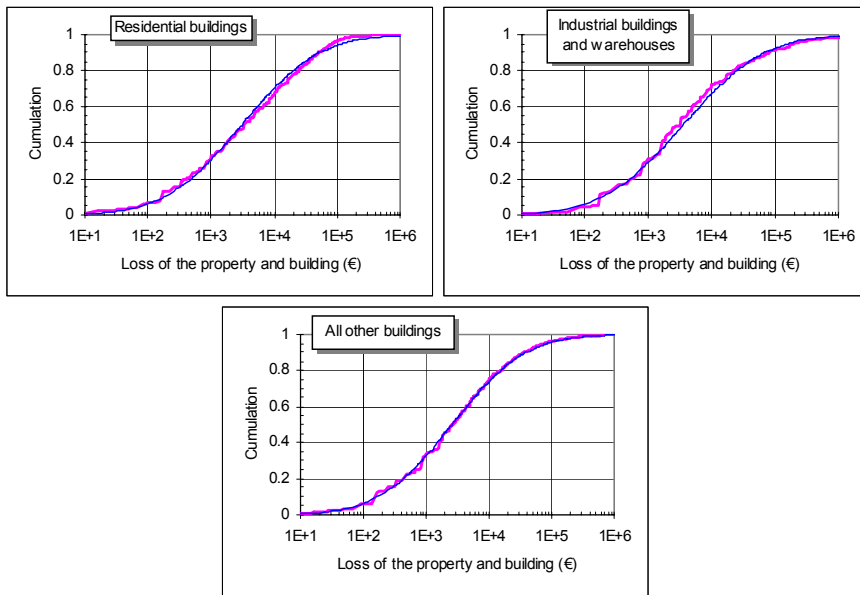 Residential buildings
1
0.8
0.6
0.4
0.2
0
Cumulation
1E+1 1E+2 1E+3 1E+4 1E+5 1E+6
Loss of the property and building (€)
Industrial buildings
and warehouses
1
0.8
0.6
0.4
0.2
0
Cumulation
1E+1 1E+2 1E+3 1E+4 1E+5 1E+6
Loss of the property and building (€)
All other buildings
1
0.8
0.6
0.4
0.2
0
Cumulation
1E+1 1E+2 1E+3 1E+4 1E+5 1E+6
Loss of the property and building (€)